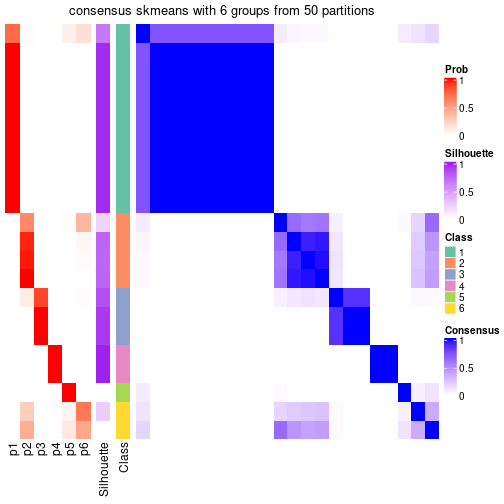 consensus skmeans with 6 groups from 50 partitions
Prob
1
0.5
0
Silhouette
1
0.5
0
Class
1
2
3
4
5
6
Consensus
1
0.5
0
p1
p2
p3
p4
p5
p6
Silhouette
Class